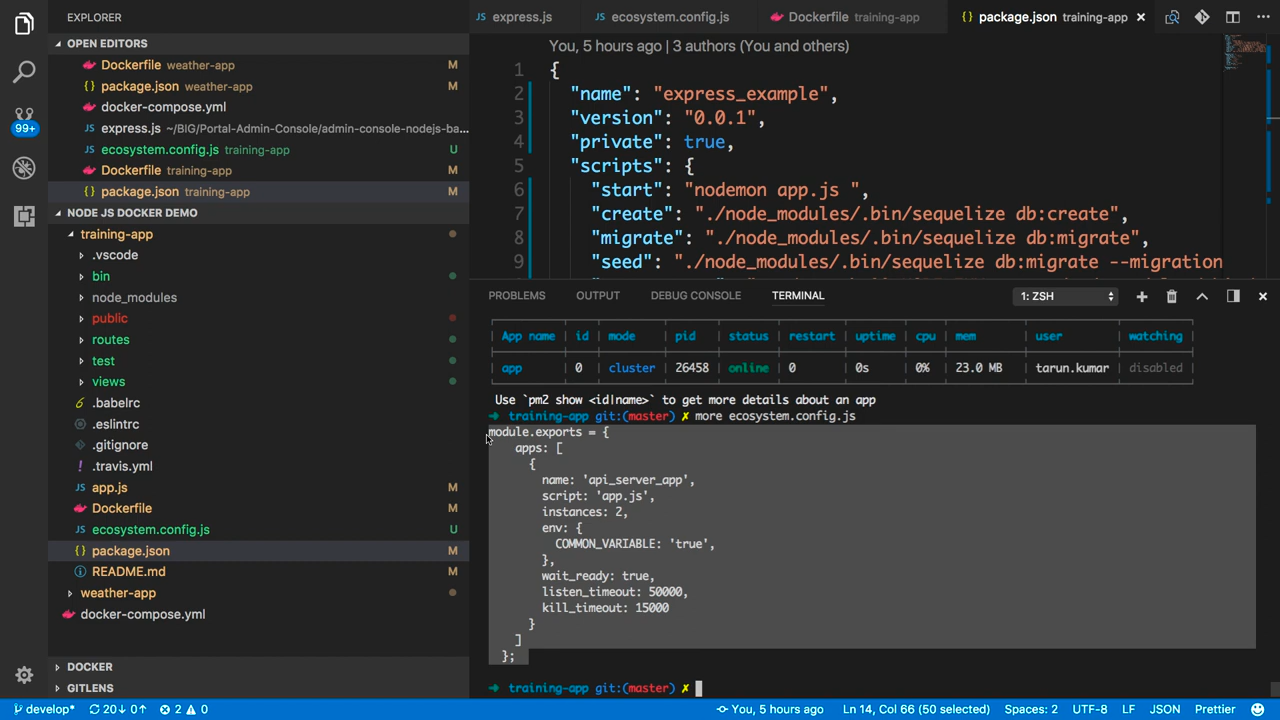 EXPLORER
OPEN EDITORS
Dockerfile weather-app M
package.json weather-app M
docker-compose.yml
express.js ~/BIG/Portal-Admin-Console/admin-console-nodejs-ba...
ecosystem.config.js training-app U
Dockerfile training-app M
package.json training-app M
99+
NODE JS DOCKER DEMO
training-app
.vscode
bin
node_modules
public
routes
test
views
.babelrc
.eslintrc
.gitignore
.travis.yml
app.js M
Dockerfile M
ecosystem.config.js U
package.json M
README.md M
weather-app
docker-compose.yml
DOCKER
GITLENS
express.js ecosystem.config.js Dockerfile training-app package.json training-app
You, 5 hours ago | 3 authors (You and others)
1 {
2 "name": "express_example",
3 "version": "0.0.1",
4 "private": true,
5 "scripts": {
6 "start": "nodemon app.js ",
7 "create": "./node_modules/.bin/sequelize db:create",
8 "migrate": "./node_modules/.bin/sequelize db:migrate",
9 "seed": "./node_modules/.bin/sequelize db:migrate --migration
PROBLEMS OUTPUT DEBUG CONSOLE TERMINAL 1: ZSH
App name id mode pid status restart uptime cpu mem user watching
app 0 cluster 26458 online 0 0s 0% 23.0 MB tarun.kumar disabled
Use `pm2 show <id|name>` to get more details about an app
➜ training-app git:(master) ✗ more ecosystem.config.js
module.exports = {
apps: [
{
name: 'api_server_app',
script: 'app.js',
instances: 2,
env: {
COMMON_VARIABLE: 'true',
},
wait_ready: true,
listen_timeout: 50000,
kill_timeout: 15000
}
]
};
➜ training-app git:(master) ✗
develop* 20↓ 0↑ 2 0 You, 5 hours ago Ln 14, Col 66 (50 selected) Spaces: 2 UTF-8 LF JSON Prettier